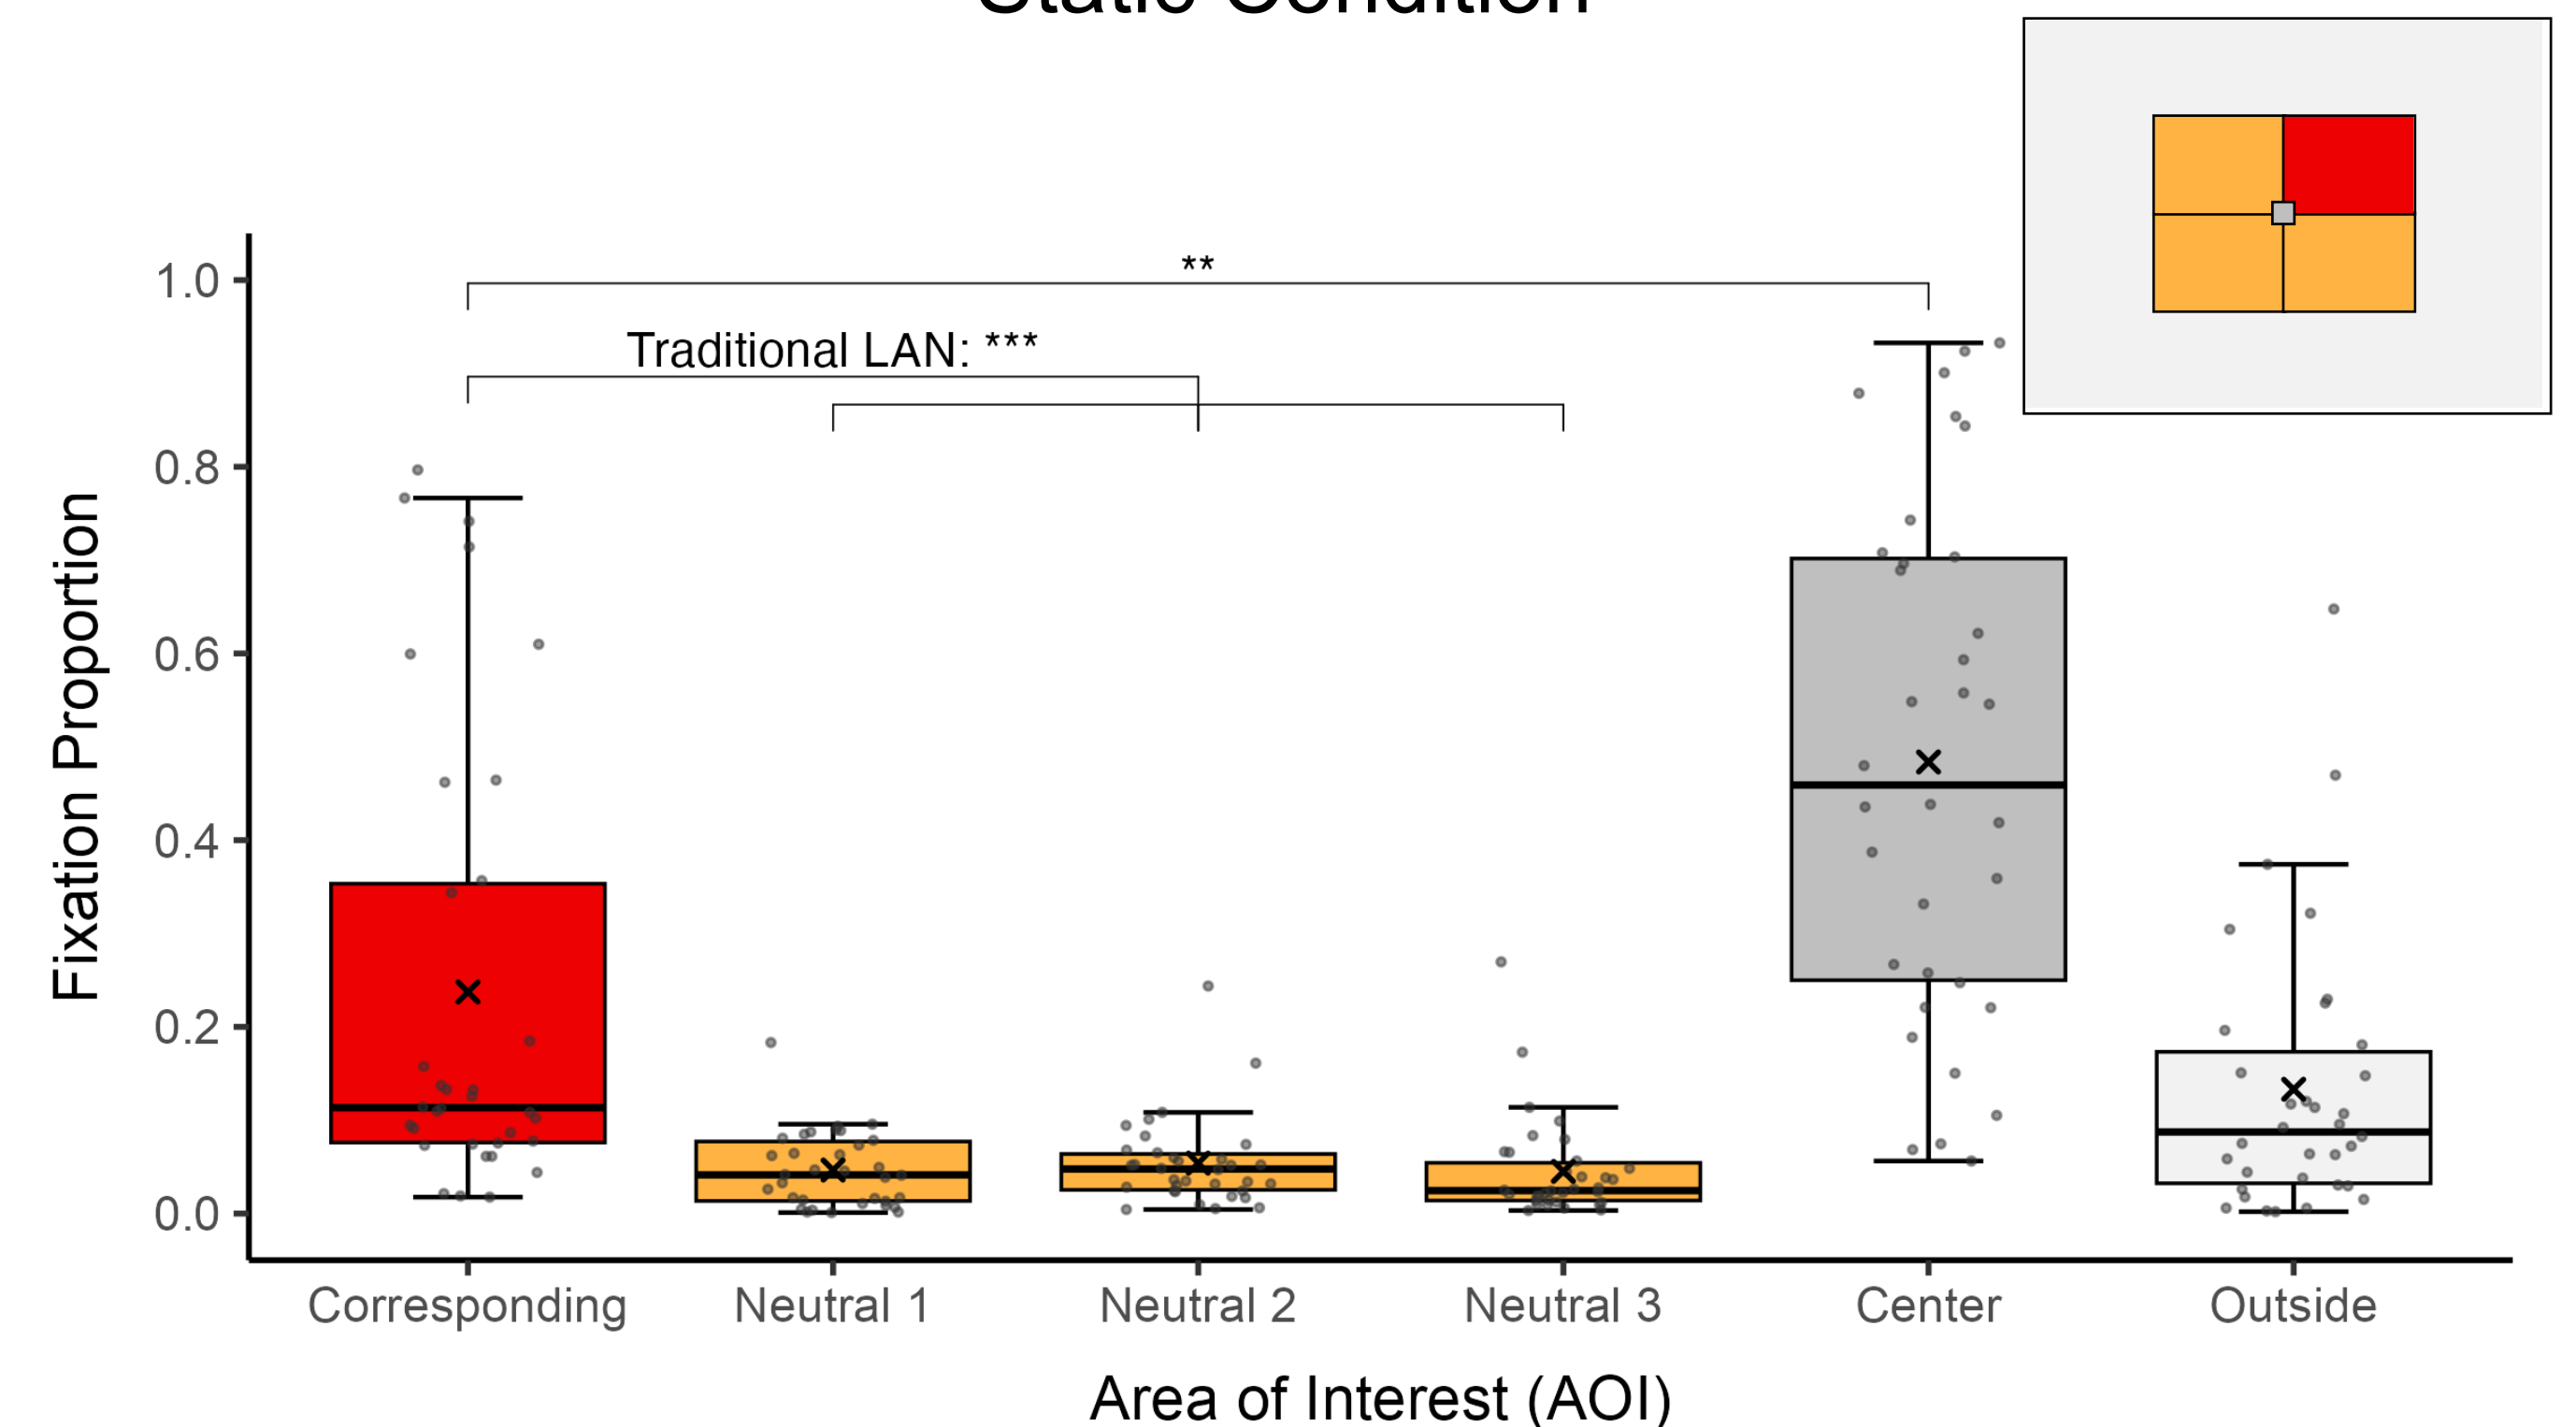 Static Condition
**
Traditional LAN: ***
1.0
0.8
0.6
0.4
0.2
0.0
Fixation Proportion
Corresponding Neutral 1 Neutral 2 Neutral 3 Center Outside
Area of Interest (AOI)